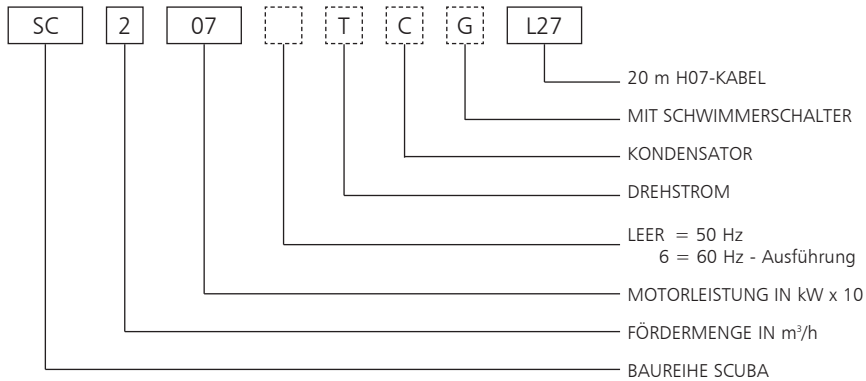 SC 2 07 T C G L27
20 m H07-KABEL
MIT SCHWIMMERSCHALTER
KONDENSATOR
DREHSTROM
LEER = 50 Hz
6 = 60 Hz - Ausführung
MOTORLEISTUNG IN kW x 10
FÖRDERMENGE IN m³/h
BAUREIHE SCUBA